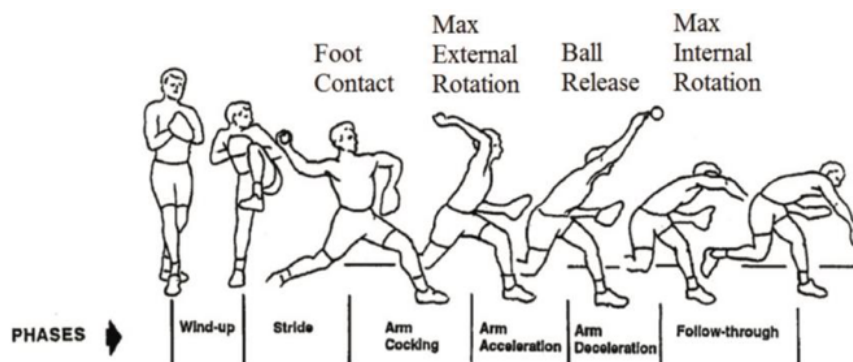 Foot
Contact
Max
External
Rotation
Ball
Release
Max
Internal
Rotation
PHASES
Wind-up
Stride
Arm
Cocking
Arm
Acceleration
Arm
Deceleration
Follow-through